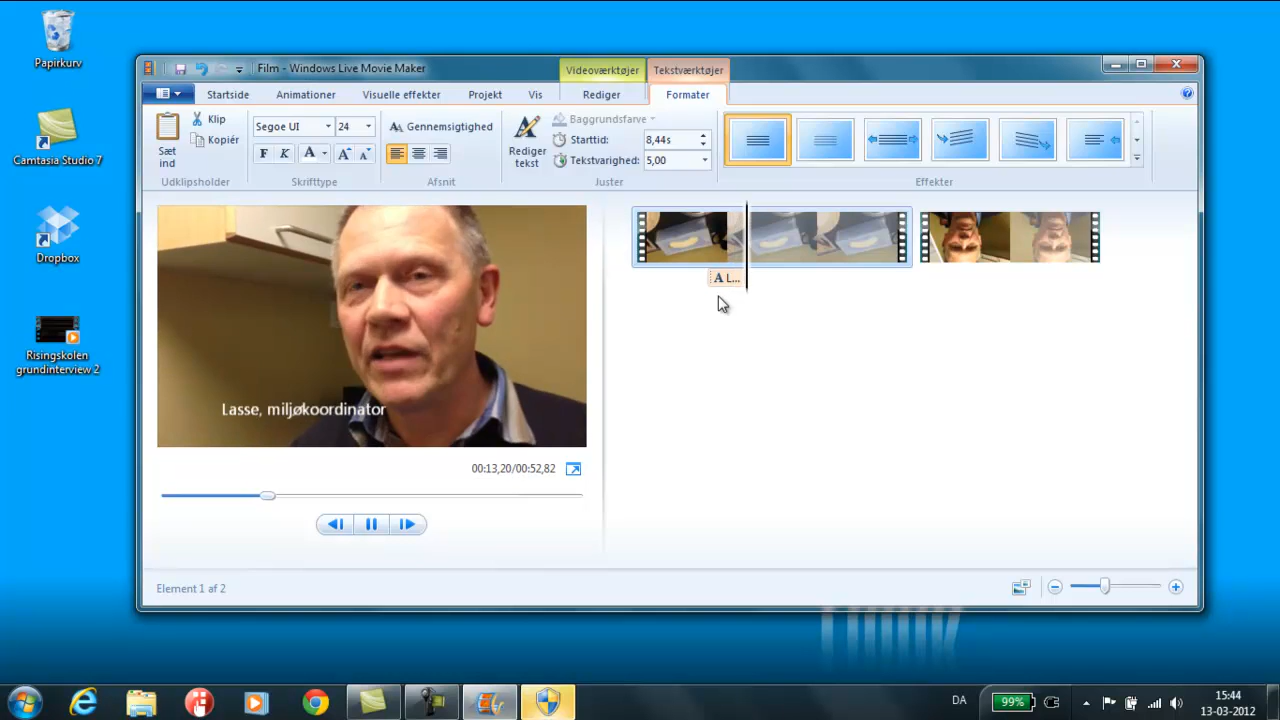 Papirkurv
Camtasia Studio 7
Dropbox
Risingskolen
grundinterview 2
Film - Windows Live Movie Maker
Videoværktøjer
Tekstværktøjer
Startside
Animationer
Visuelle effekter
Projekt
Vis
Rediger
Formater
Sæt
ind
Klip
Kopiér
Udklipsholder
Segoe UI
24
F K A A A
Skrifttype
Gennemsigtighed
Afsnit
Rediger
tekst
Baggrundsfarve
Starttid:
8,44s
Tekstvarighed:
5,00
Juster
Effekter
Lasse, miljøkoordinator
A L...
00:13,20/00:52,82
Element 1 af 2
DA
99%
15:44
13-03-2012